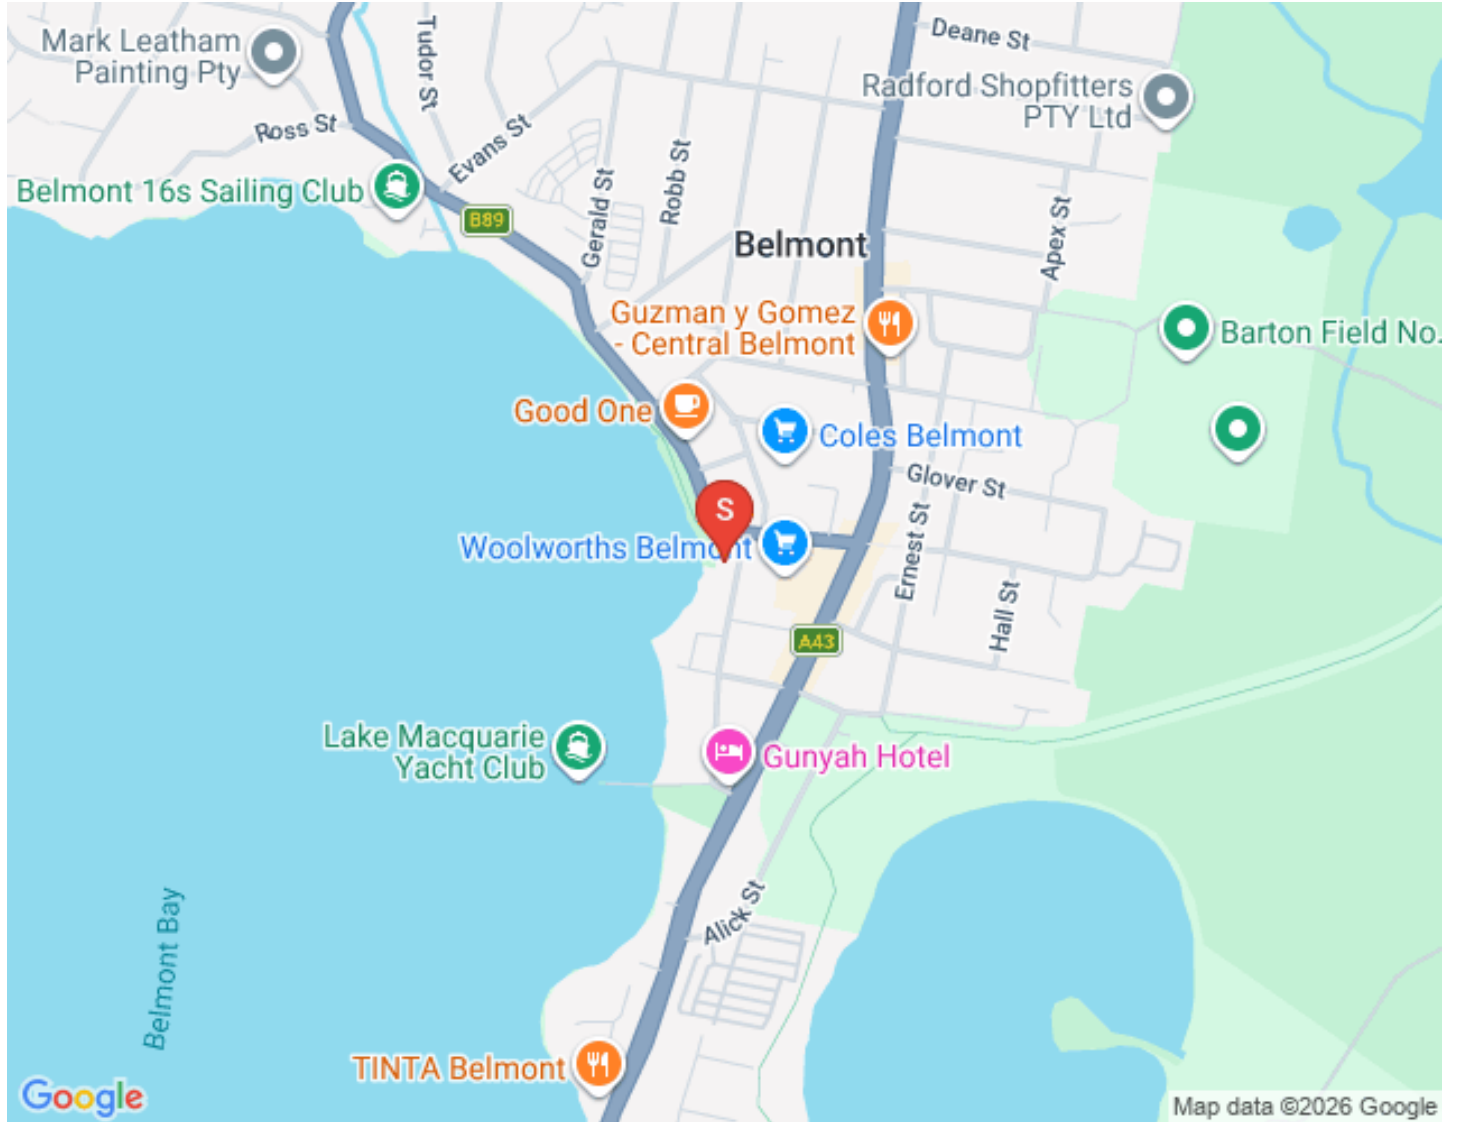 Mark Leatham
Painting Pty
Tudor St
Deane St
Radford Shopfitters
PTY Ltd
Ross St
Evans St
Belmont 16s Sailing Club
B89
Gerald St
Robb St
Apex St
Belmont
Guzman y Gomez
- Central Belmont
Barton Field No.
Good One
Coles Belmont
Glover St
S
Woolworths Belmont
Ernest St
Hall St
A43
Lake Macquarie
Yacht Club
Gunyah Hotel
Alick St
Belmont Bay
TINTA Belmont
Google
Map data ©2026 Google